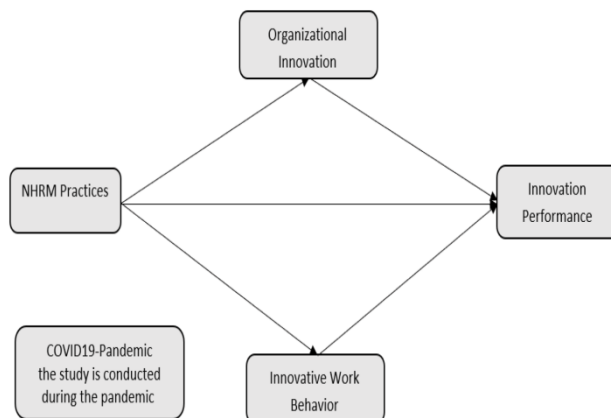 Organizational
Innovation
NHRM Practices
Innovation
Performance
COVID19-Pandemic
the study is conducted
during the pandemic
Innovative Work
Behavior